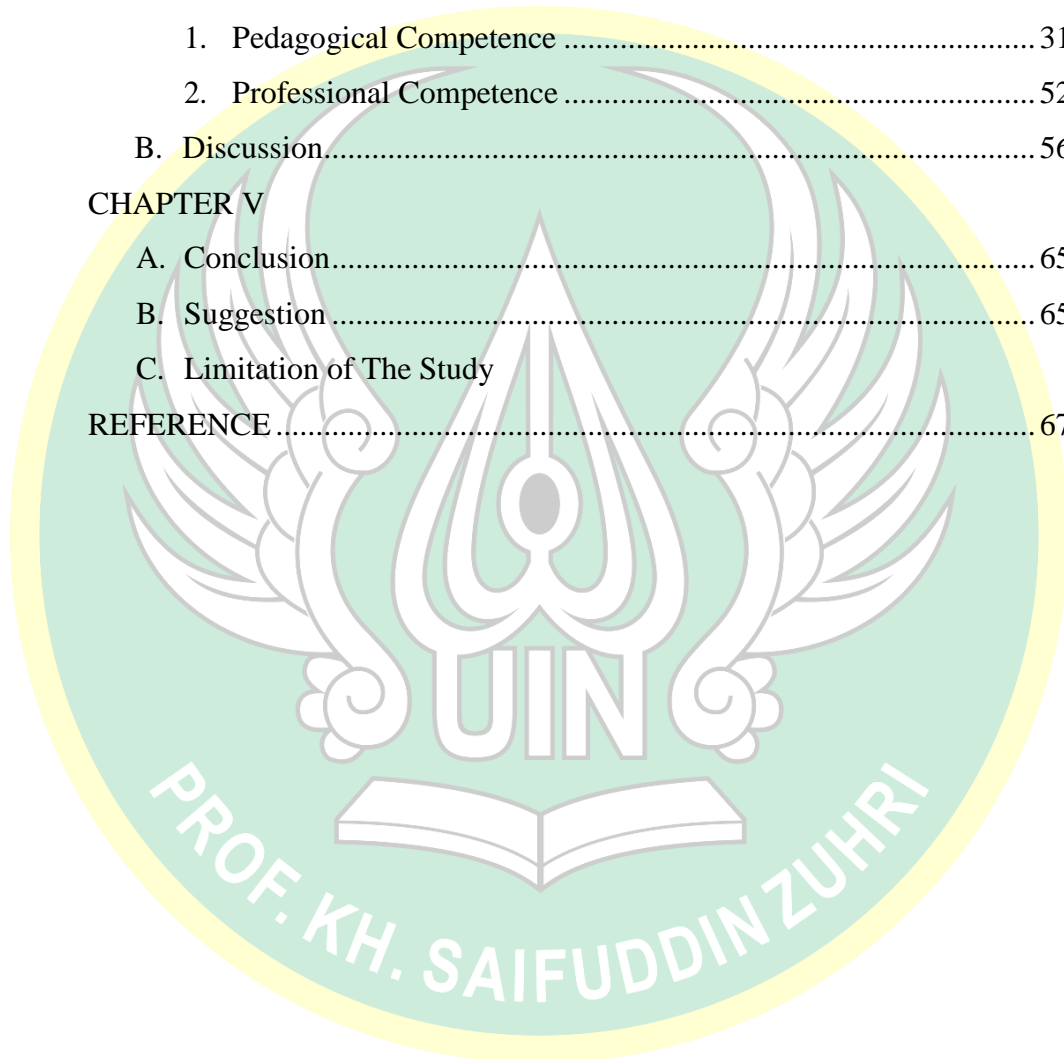 1. Pedagogical Competence ........................................................... 31
2. Professional Competence ........................................................... 52
B. Discussion......................................................................................... 56
CHAPTER V
A. Conclusion........................................................................................ 65
B. Suggestion ........................................................................................ 65
C. Limitation of The Study
REFERENCE ............................................................................................... 67
UIN
PROF. KH. SAIFUDDIN ZUHRI